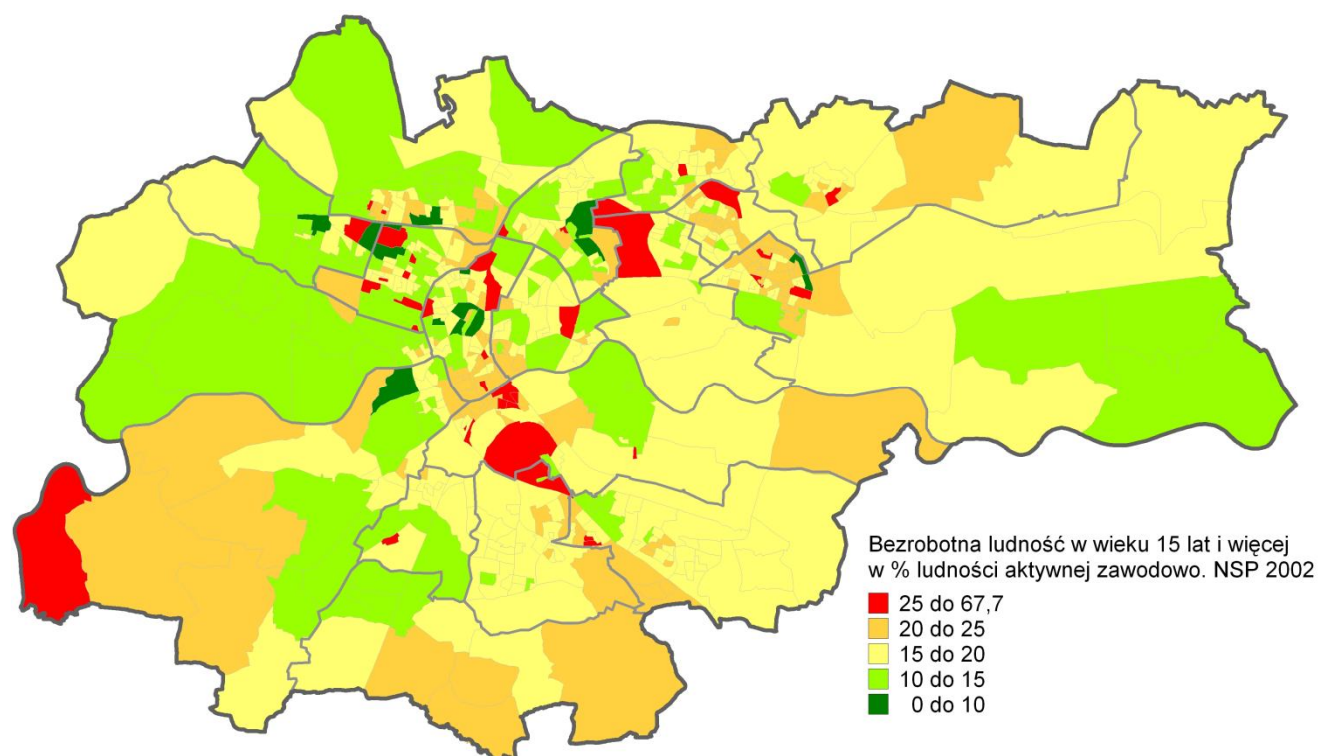 Bezrobotna ludność w wieku 15 lat i więcej
w % ludności aktywnej zawodowo. NSP 2002
25 do 67,7
20 do 25
15 do 20
10 do 15
0 do 10